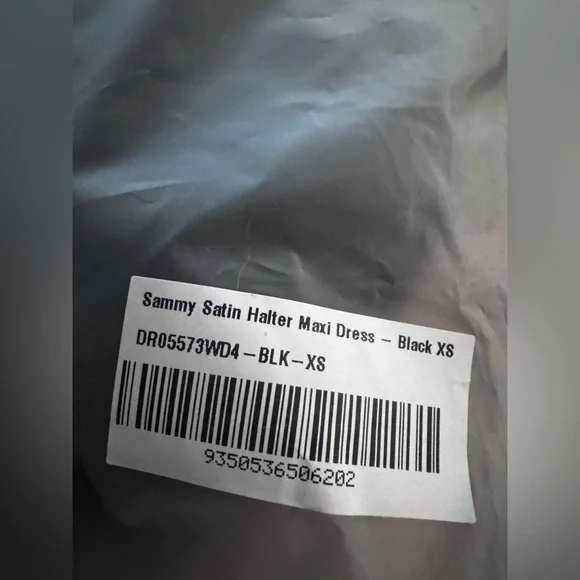 Sammy Satin Halter Maxi Dress – Black XS
DR05573WD4–BLK–XS
9350536506202